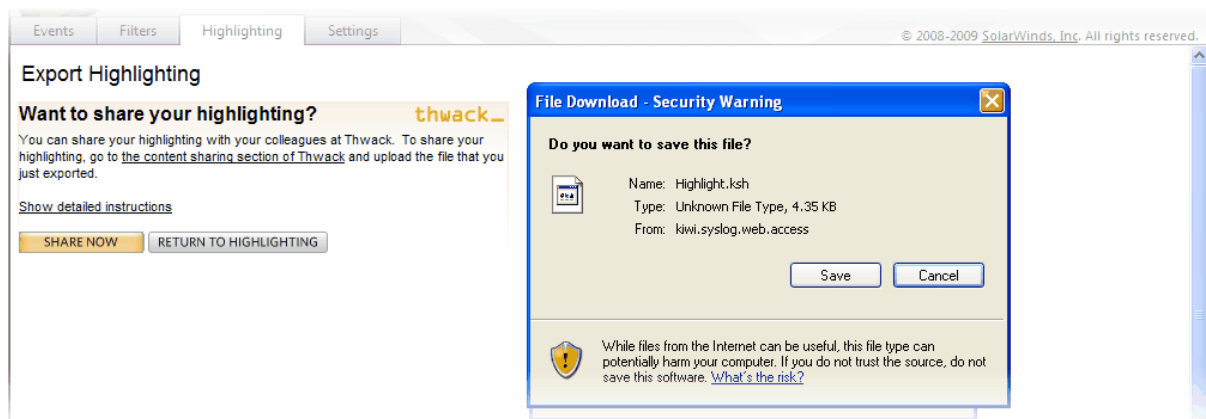 Events Filters Highlighting Settings
© 2008-2009 SolarWinds, Inc. All rights reserved.
Export Highlighting
Want to share your highlighting?
thwack_
You can share your highlighting with your colleagues at Thwack. To share your
highlighting, go to the content sharing section of Thwack and upload the file that you
just exported.
Show detailed instructions
SHARE NOW RETURN TO HIGHLIGHTING
File Download - Security Warning
Do you want to save this file?
Name: Highlight.ksh
Type: Unknown File Type, 4.35 KB
From: kiwi.syslog.web.access
Save Cancel
While files from the Internet can be useful, this file type can
potentially harm your computer. If you do not trust the source, do not
save this software. What's the risk?